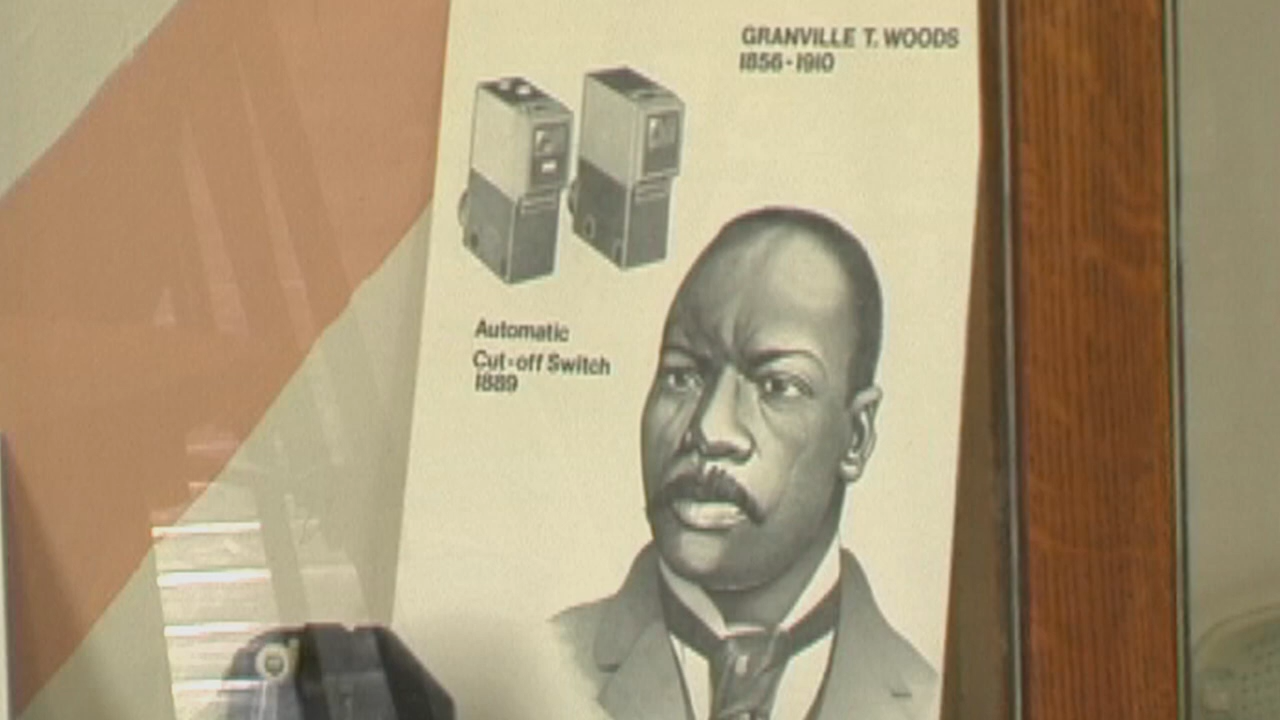 GRANVILLE T. WOODS
1856-1910
Automatic
Cut-off Switch
1889